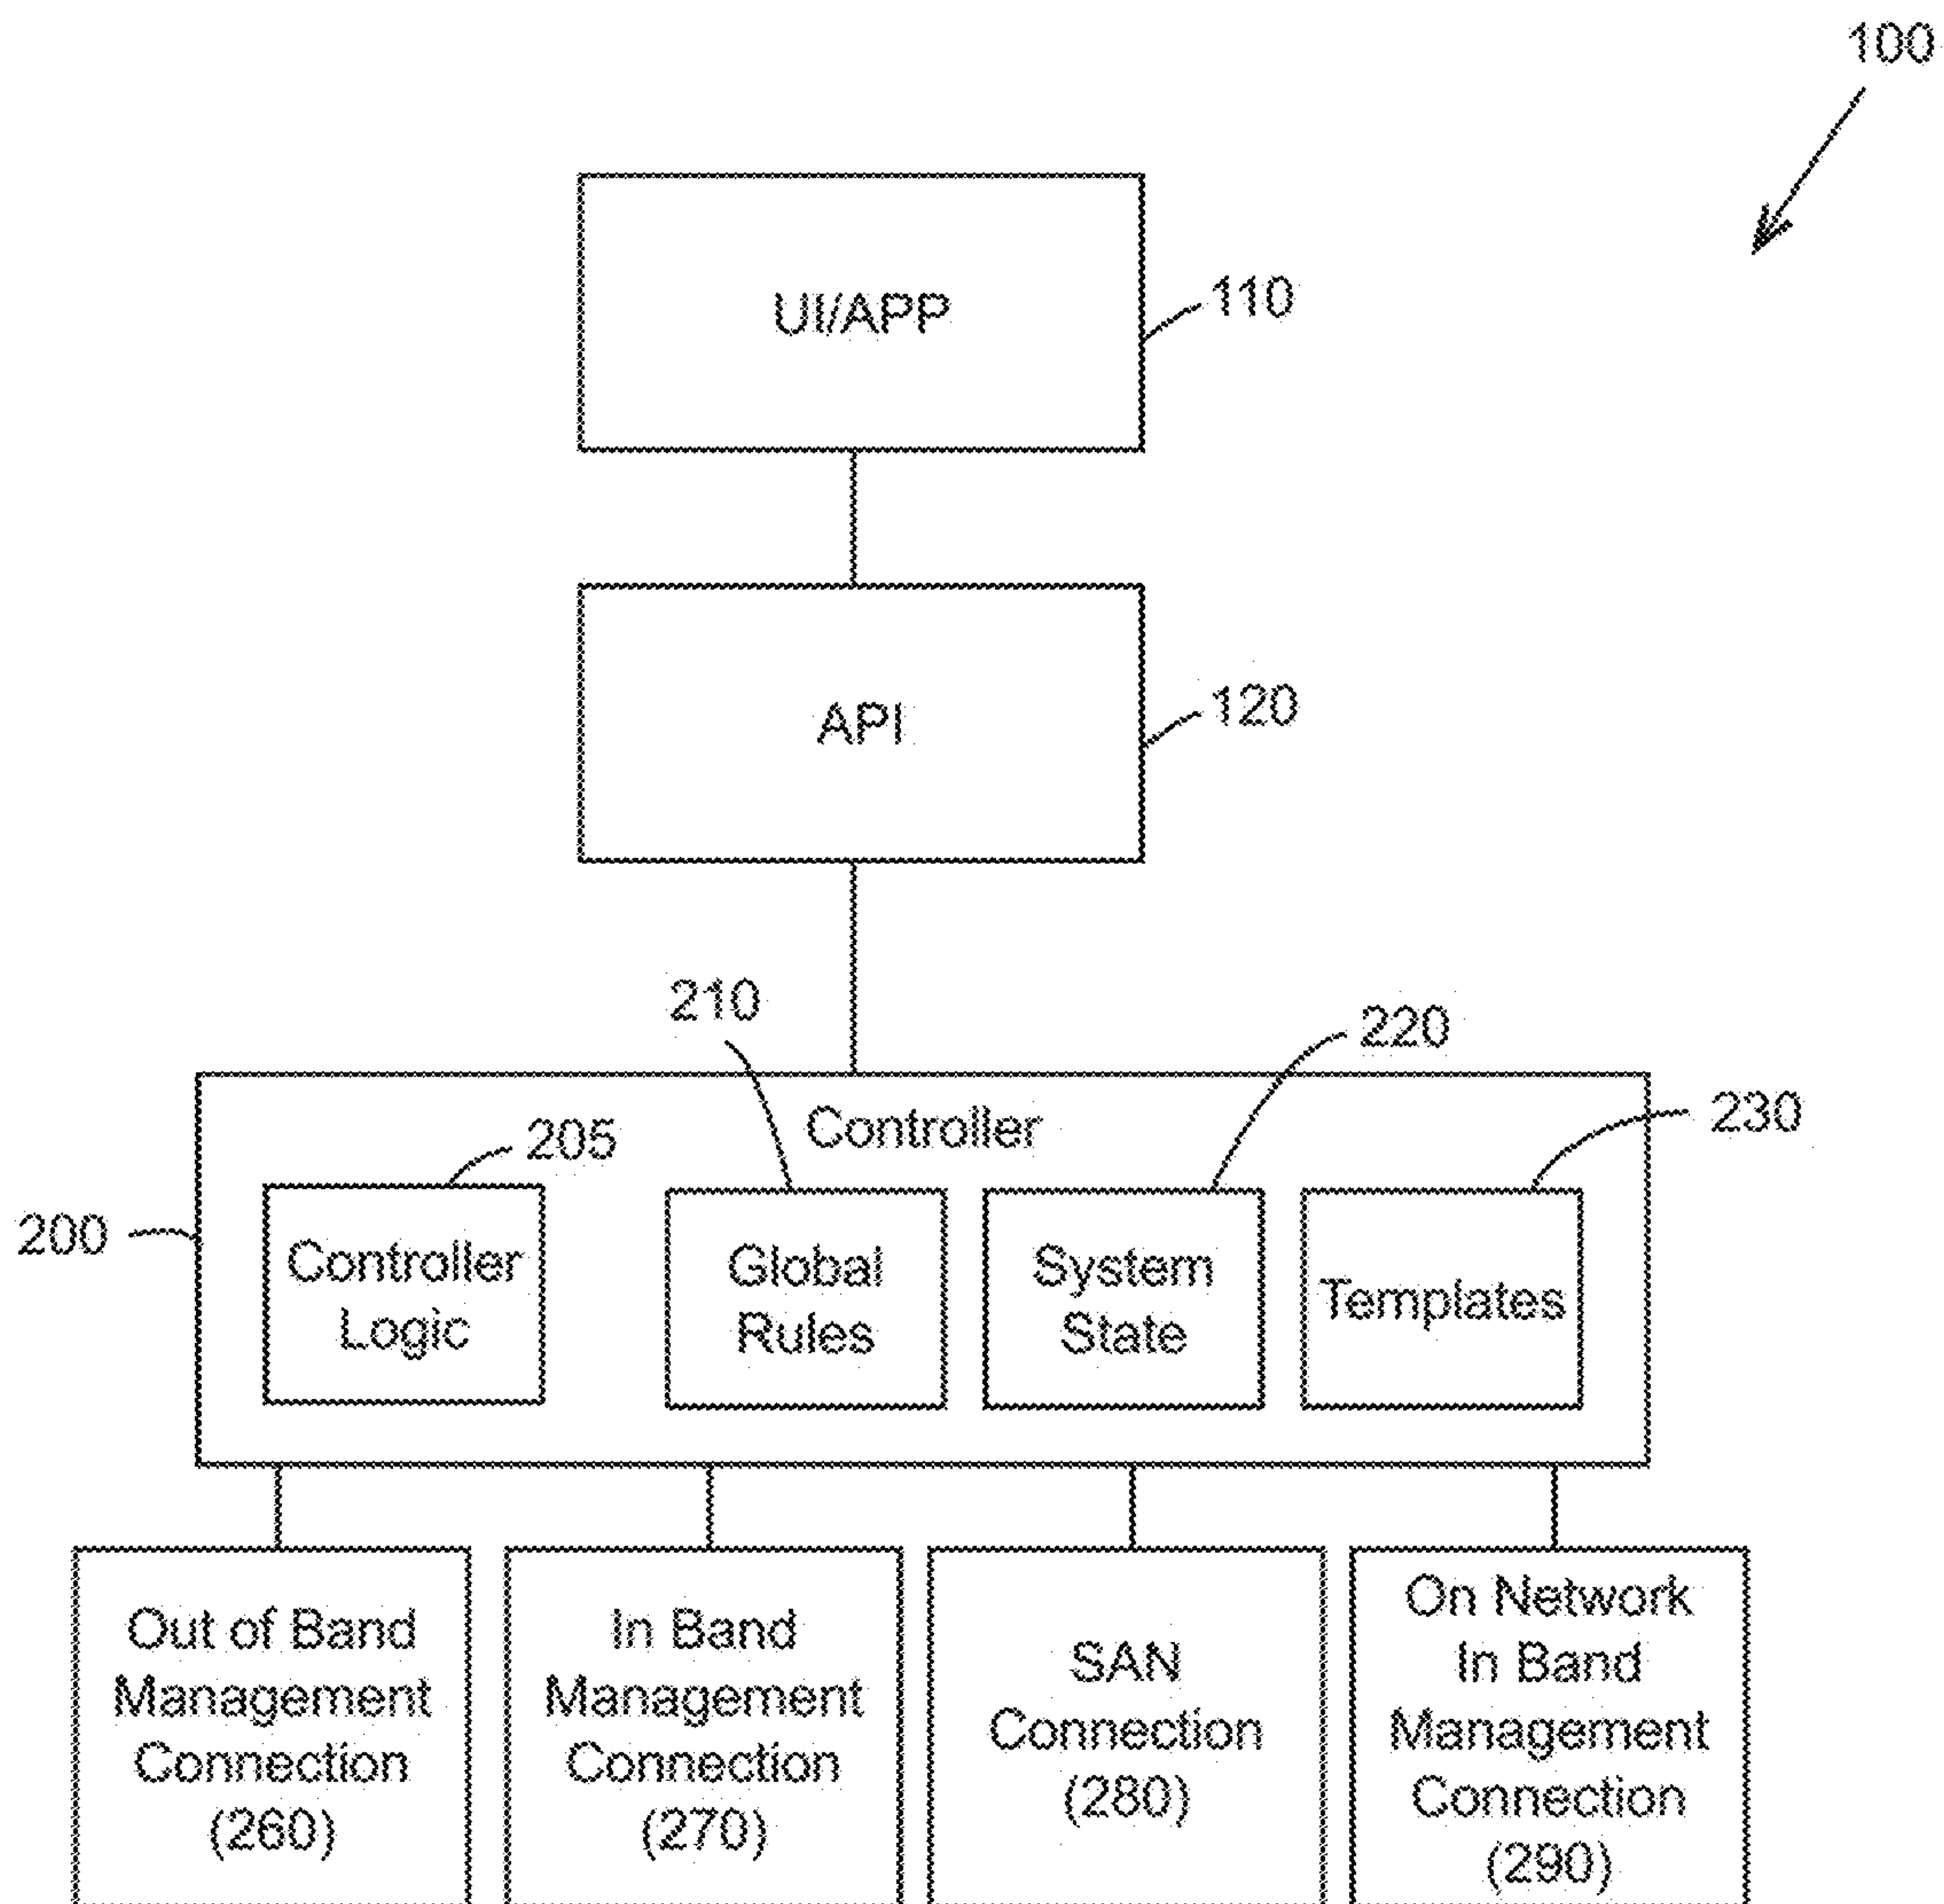 100
UI/APP
110
API
120
210
220
Controller
230
205
200
Controller
Logic
Global
Rules
System
State
Templates
Out of Band
Management
Connection
(260)
In Band
Management
Connection
(270)
SAN
Connection
(280)
On Network
In Band
Management
Connection
(290)